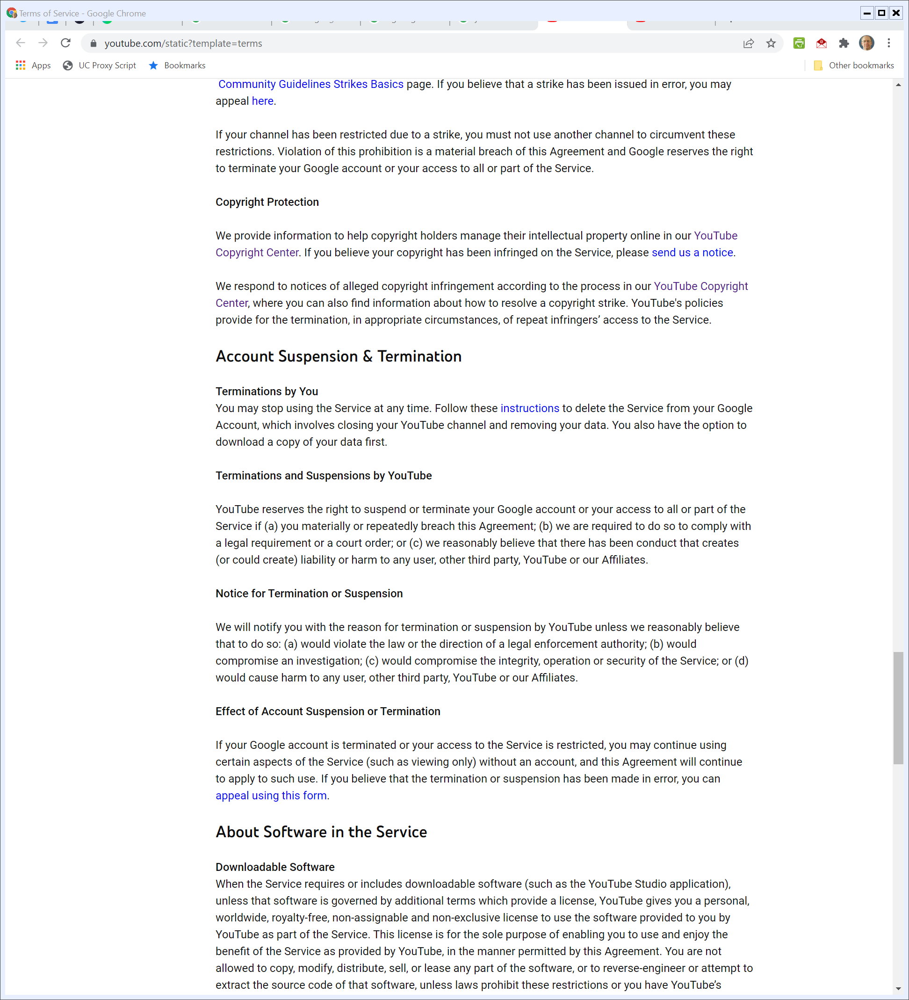 Terms of Service - Google Chrome
youtube.com/static?template=terms
Apps
UC Proxy Script
Bookmarks
Other bookmarks
Community Guidelines Strikes Basics page. If you believe that a strike has been issued in error, you may
appeal here.
If your channel has been restricted due to a strike, you must not use another channel to circumvent these
restrictions. Violation of this prohibition is a material breach of this Agreement and Google reserves the right
to terminate your Google account or your access to all or part of the Service.
Copyright Protection
We provide information to help copyright holders manage their intellectual property online in our YouTube
Copyright Center. If you believe your copyright has been infringed on the Service, please send us a notice.
We respond to notices of alleged copyright infringement according to the process in our YouTube Copyright
Center, where you can also find information about how to resolve a copyright strike. YouTube's policies
provide for the termination, in appropriate circumstances, of repeat infringers’ access to the Service.
Account Suspension & Termination
Terminations by You
You may stop using the Service at any time. Follow these instructions to delete the Service from your Google
Account, which involves closing your YouTube channel and removing your data. You also have the option to
download a copy of your data first.
Terminations and Suspensions by YouTube
YouTube reserves the right to suspend or terminate your Google account or your access to all or part of the
Service if (a) you materially or repeatedly breach this Agreement; (b) we are required to do so to comply with
a legal requirement or a court order; or (c) we reasonably believe that there has been conduct that creates
(or could create) liability or harm to any user, other third party, YouTube or our Affiliates.
Notice for Termination or Suspension
We will notify you with the reason for termination or suspension by YouTube unless we reasonably believe
that to do so: (a) would violate the law or the direction of a legal enforcement authority; (b) would
compromise an investigation; (c) would compromise the integrity, operation or security of the Service; or (d)
would cause harm to any user, other third party, YouTube or our Affiliates.
Effect of Account Suspension or Termination
If your Google account is terminated or your access to the Service is restricted, you may continue using
certain aspects of the Service (such as viewing only) without an account, and this Agreement will continue
to apply to such use. If you believe that the termination or suspension has been made in error, you can
appeal using this form.
About Software in the Service
Downloadable Software
When the Service requires or includes downloadable software (such as the YouTube Studio application),
unless that software is governed by additional terms which provide a license, YouTube gives you a personal,
worldwide, royalty-free, non-assignable and non-exclusive license to use the software provided to you by
YouTube as part of the Service. This license is for the sole purpose of enabling you to use and enjoy the
benefit of the Service as provided by YouTube, in the manner permitted by this Agreement. You are not
allowed to copy, modify, distribute, sell, or lease any part of the software, or to reverse-engineer or attempt to
extract the source code of that software, unless laws prohibit these restrictions or you have YouTube’s